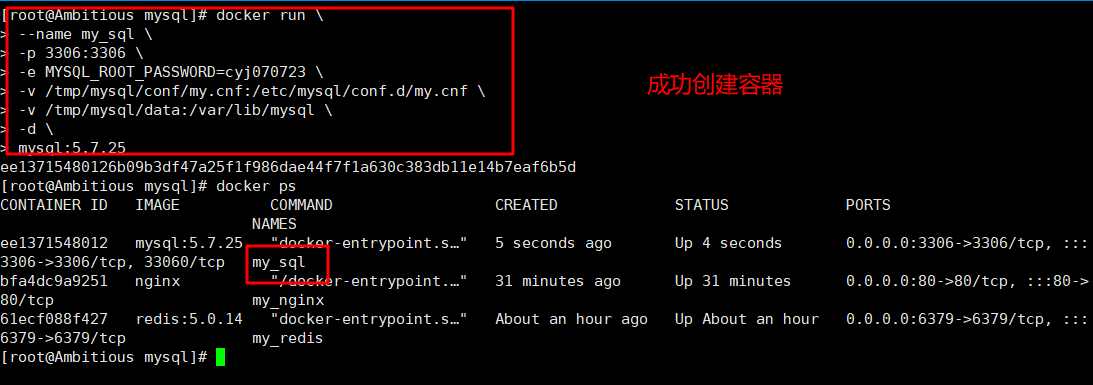 [root@Ambitious mysql]# docker run \
> --name my_sql \
> -p 3306:3306 \
> -e MYSQL_ROOT_PASSWORD=cyj070723 \
> -v /tmp/mysql/conf/my.cnf:/etc/mysql/conf.d/my.cnf \
> -v /tmp/mysql/data:/var/lib/mysql \
> -d \
> mysql:5.7.25
成功创建容器
ee13715480126b09b3df47a25f1f986dae44f7f1a630c383db11e14b7eaf6b5d
[root@Ambitious mysql]# docker ps
CONTAINER ID   IMAGE          COMMAND                  CREATED             STATUS             PORTS
                          NAMES
ee1371548012   mysql:5.7.25   "docker-entrypoint.s…"   5 seconds ago       Up 4 seconds       0.0.0.0:3306->3306/tcp, :::
3306->3306/tcp, 33060/tcp   my_sql
bfa4dc9a9251   nginx          "/docker-entrypoint.…"   31 minutes ago      Up 31 minutes      0.0.0.0:80->80/tcp, :::80->
80/tcp                      my_nginx
61ecf088f427   redis:5.0.14   "docker-entrypoint.s…"   About an hour ago   Up About an hour   0.0.0.0:6379->6379/tcp, :::
6379->6379/tcp              my_redis
[root@Ambitious mysql]#